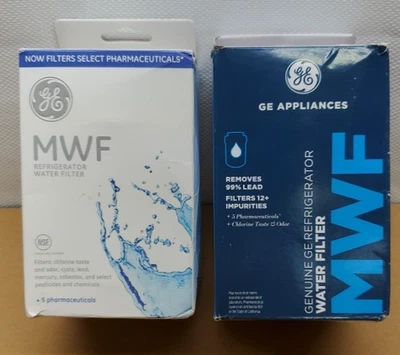 NOW FILTERS SELECT PHARMACEUTICALS*
GE
MWF
REFRIGERATOR
WATER FILTER
NSF
Filters chlorine taste
and odor, cysts, lead,
mercury, asbestos, and select
pesticides and chemicals
+ 5 pharmaceuticals
GE
GE APPLIANCES
REMOVES
99% LEAD
FILTERS 12+
IMPURITIES
+ 5 Pharmaceuticals*
+ Chlorine Taste & Odor
GENUINE GE REFRIGERATOR
WATER FILTER
MWF